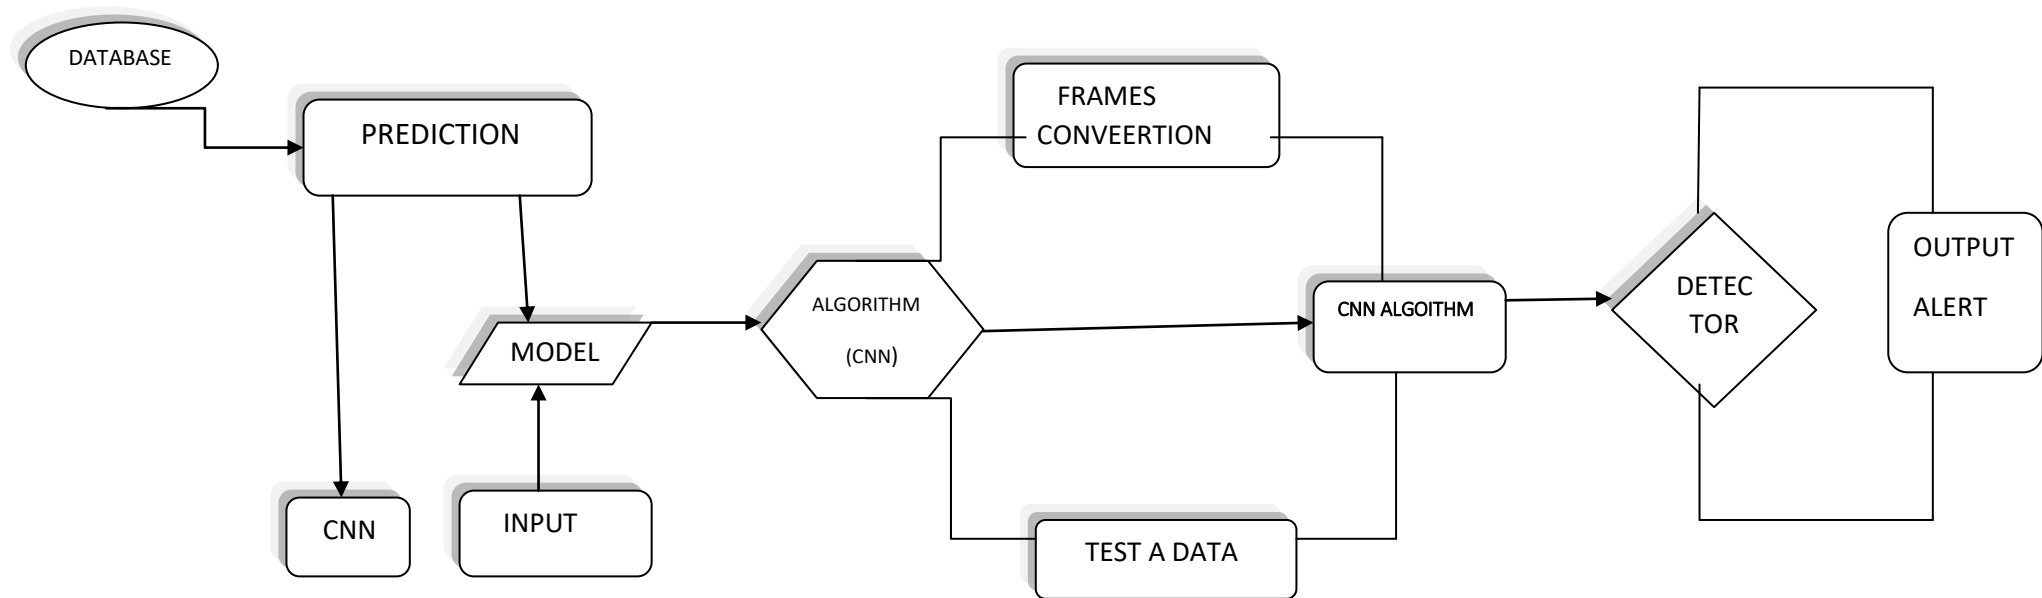 DATABASE
PREDICTION
FRAMES
CONVEERTION
OUTPUT
ALERT
ALGORITHM
(CNN)
CNN ALGOITHM
DETEC
TOR
MODEL
CNN
INPUT
TEST A DATA